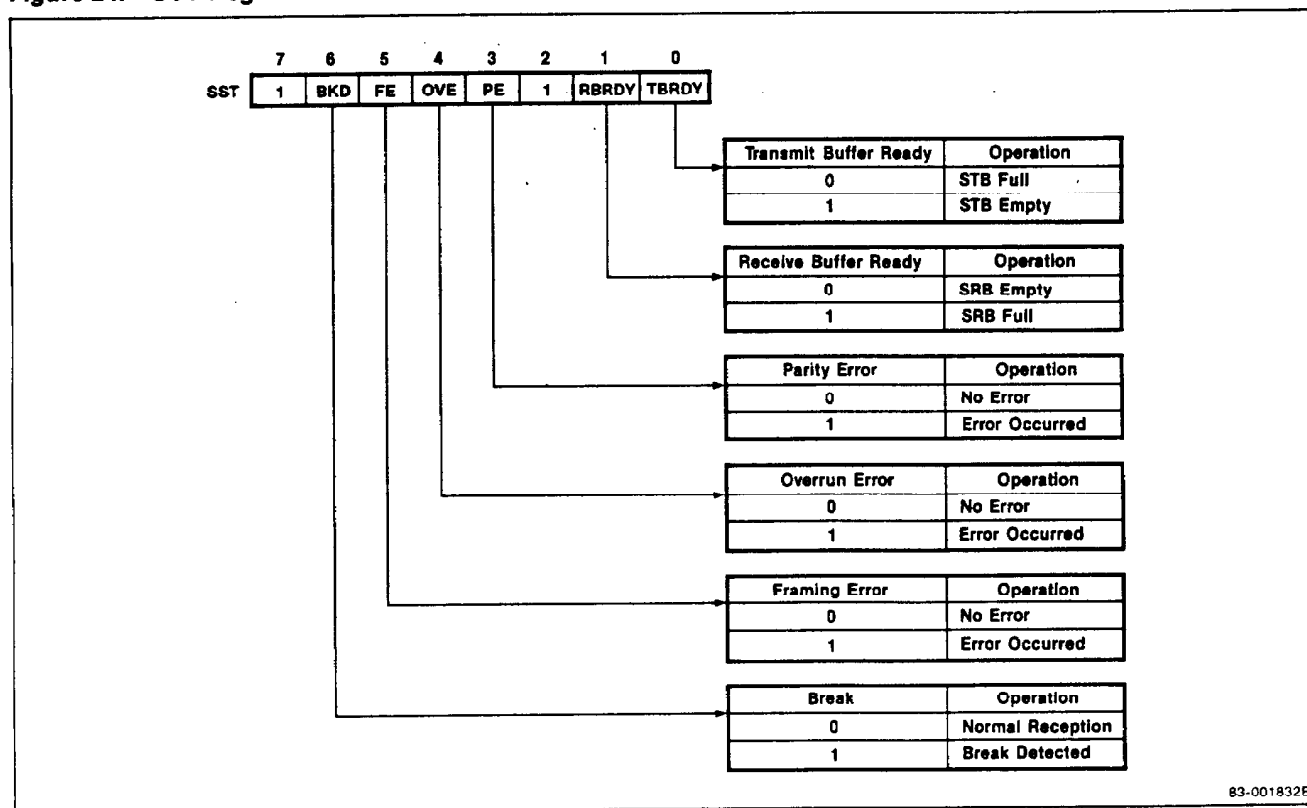 7 6 5 4 3 2 1 0
SST 1 BKD FE OVE PE 1 RBRDY TBRDY
Transmit Buffer Ready Operation
0 STB Full
1 STB Empty
Receive Buffer Ready Operation
0 SRB Empty
1 SRB Full
Parity Error Operation
0 No Error
1 Error Occurred
Overrun Error Operation
0 No Error
1 Error Occurred
Framing Error Operation
0 No Error
1 Error Occurred
Break Operation
0 Normal Reception
1 Break Detected